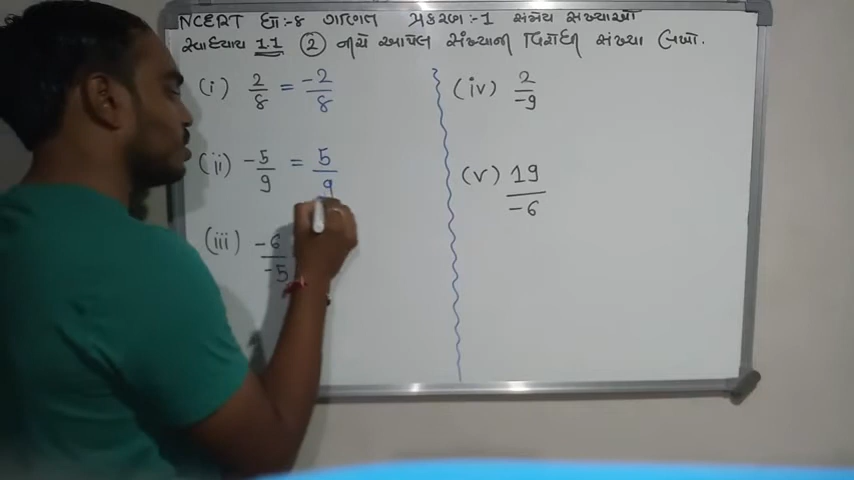 NCERT ધો:-8 ગણિત પ્રકરણ:-1 સંમેય સંખ્યાઓ
સ્વાધ્યાય 1.1 (2) નીચે આપેલ સંખ્યાની વિરોધી સંખ્યા લખો.
(i) 2/8 = -2/8
(ii) -5/9 = 5/9
(iii) -6/-5
(iv) 2/-9
(v) 19/-6